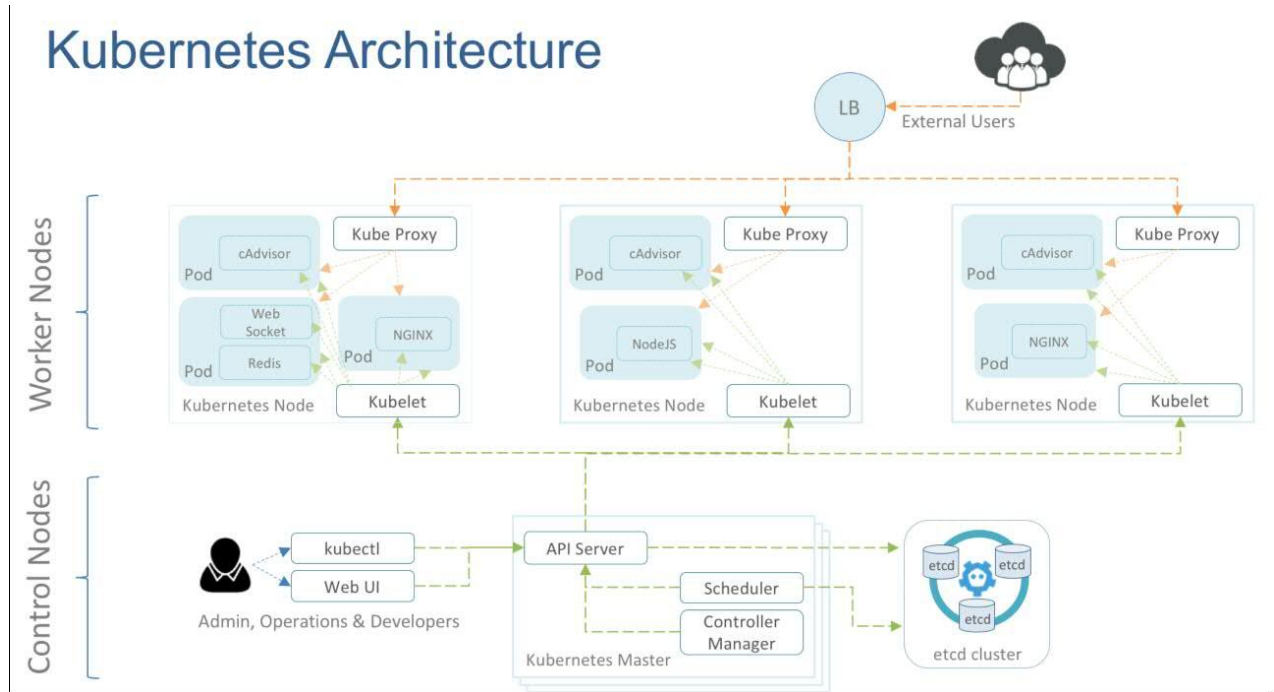 Kubernetes Architecture
LB
External Users
Worker Nodes
Kube Proxy
cAdvisor
Pod
Web
Socket
Redis
Pod
NGINX
Pod
Kubernetes Node
Kubelet
Kube Proxy
cAdvisor
Pod
NodeJS
Pod
Kubernetes Node
Kubelet
Kube Proxy
cAdvisor
Pod
NGINX
Pod
Kubernetes Node
Kubelet
Control Nodes
kubectl
Web UI
Admin, Operations & Developers
API Server
Scheduler
Controller
Manager
Kubernetes Master
etcd
etcd
etcd
etcd cluster